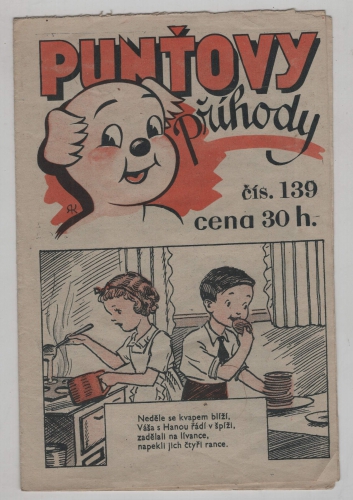 PUNŤOVY
Příhody
čís. 139
cena 30 h.
Neděle se kvapem blíží,
Váša s Hanou řádí v špíži,
zadělali na lívance,
napekli jich čtyři rance.